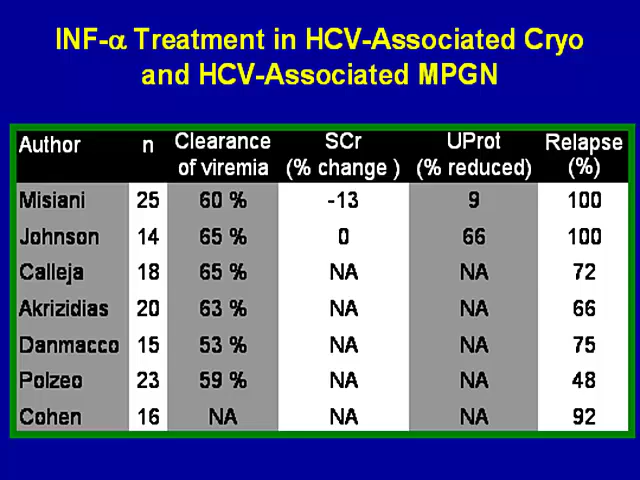 INF-α Treatment in HCV-Associated Cryo
and HCV-Associated MPGN
Author n Clearance of viremia SCr (% change ) UProt (% reduced) Relapse (%)
Misiani 25 60 % -13 9 100
Johnson 14 65 % 0 66 100
Calleja 18 65 % NA NA 72
Akrizidias 20 63 % NA NA 66
Danmacco 15 53 % NA NA 75
Polzeo 23 59 % NA NA 48
Cohen 16 NA NA NA 92